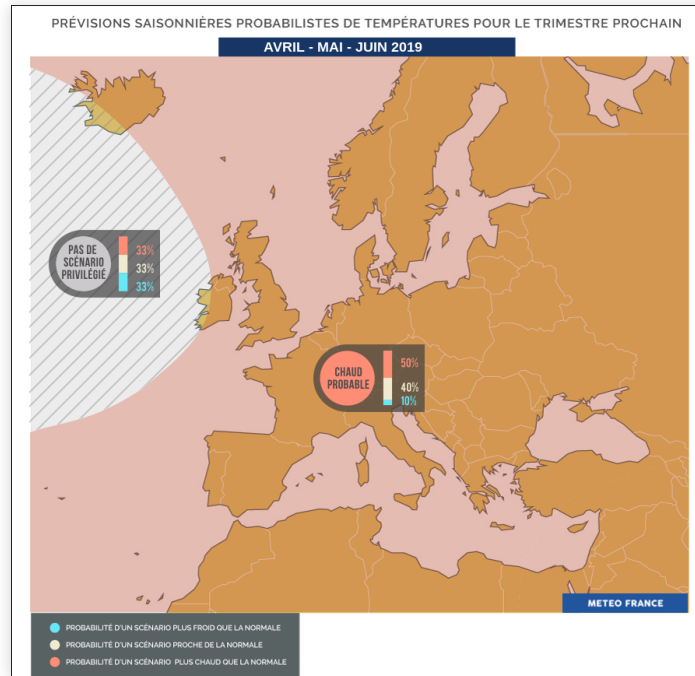 PRÉVISIONS SAISONNIÈRES PROBABILISTES DE TEMPÉRATURES POUR LE TRIMESTRE PROCHAIN
AVRIL - MAI - JUIN 2019
PAS DE
SCÉNARIO
PRIVILÉGIÉ
33%
33%
33%
CHAUD
PROBABLE
50%
40%
10%
METEO FRANCE
PROBABILITÉ D'UN SCÉNARIO PLUS FROID QUE LA NORMALE
PROBABILITÉ D'UN SCÉNARIO PROCHE DE LA NORMALE
PROBABILITÉ D'UN SCÉNARIO PLUS CHAUD QUE LA NORMALE